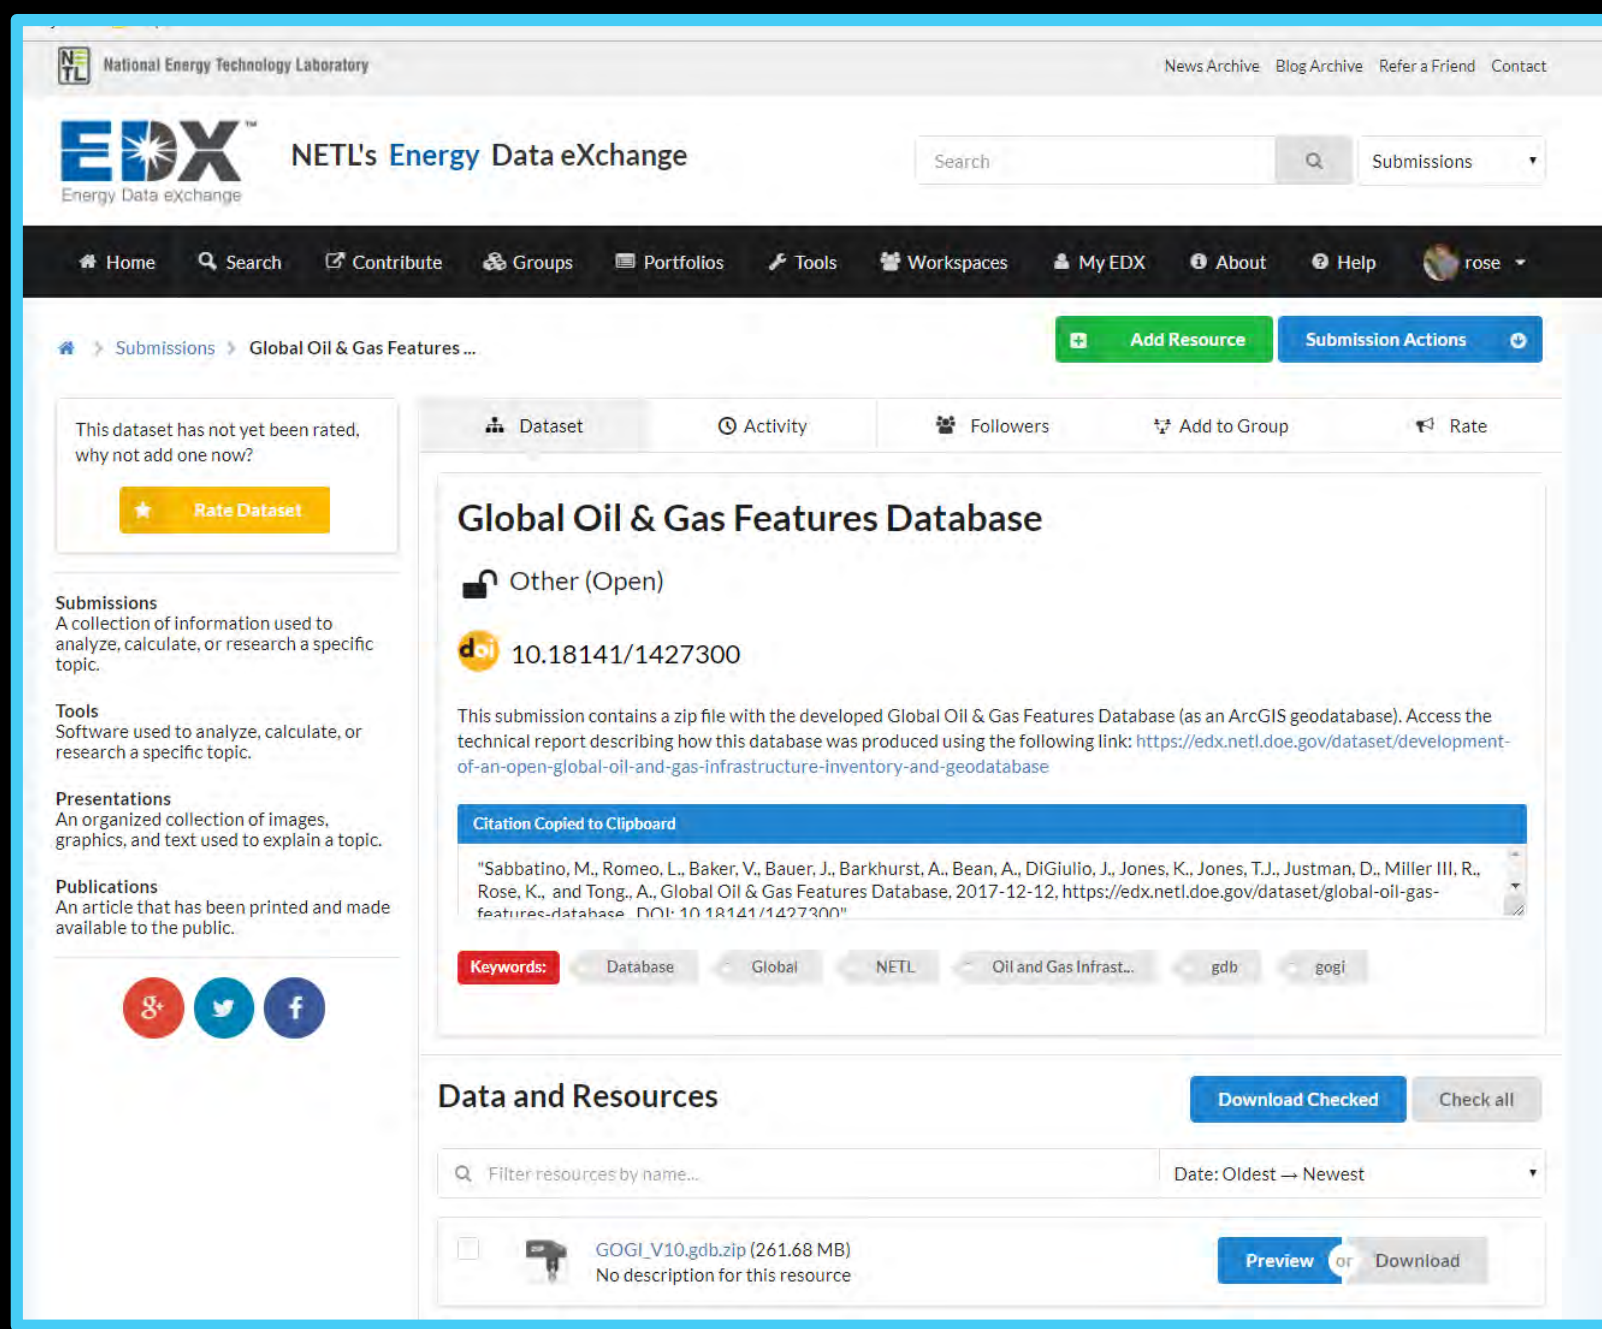 NETL National Energy Technology Laboratory
News Archive Blog Archive Refer a Friend Contact
EDX™
Energy Data eXchange
NETL's Energy Data eXchange
Search
Submissions
Home Search Contribute Groups Portfolios Tools Workspaces My EDX About Help rose
Submissions Global Oil & Gas Features ...
Add Resource
Submission Actions
This dataset has not yet been rated,
why not add one now?
Rate Dataset
Submissions
A collection of information used to
analyze, calculate, or research a specific
topic.
Tools
Software used to analyze, calculate, or
research a specific topic.
Presentations
An organized collection of images,
graphics, and text used to explain a topic.
Publications
An article that has been printed and made
available to the public.
8+
f
Dataset Activity Followers Add to Group Rate
Global Oil & Gas Features Database
Other (Open)
doi 10.18141/1427300
This submission contains a zip file with the developed Global Oil & Gas Features Database (as an ArcGIS geodatabase). Access the
technical report describing how this database was produced using the following link: https://edx.netl.doe.gov/dataset/development-
of-an-open-global-oil-and-gas-infrastructure-inventory-and-geodatabase
Citation Copied to Clipboard
"Sabbatino, M., Romeo, L., Baker, V., Bauer, J., Barkhurst, A., Bean, A., DiGiulio, J., Jones, K., Jones, T.J., Justman, D., Miller III, R.,
Rose, K., and Tong., A., Global Oil & Gas Features Database, 2017-12-12, https://edx.netl.doe.gov/dataset/global-oil-gas-
features-database, DOI: 10.18141/1427300"
Keywords: Database Global NETL Oil and Gas Infrast... gdb gogi
Data and Resources
Download Checked
Check all
Filter resources by name...
Date: Oldest → Newest
ZIP
GOGI_V10.gdb.zip (261.68 MB)
No description for this resource
Preview or Download